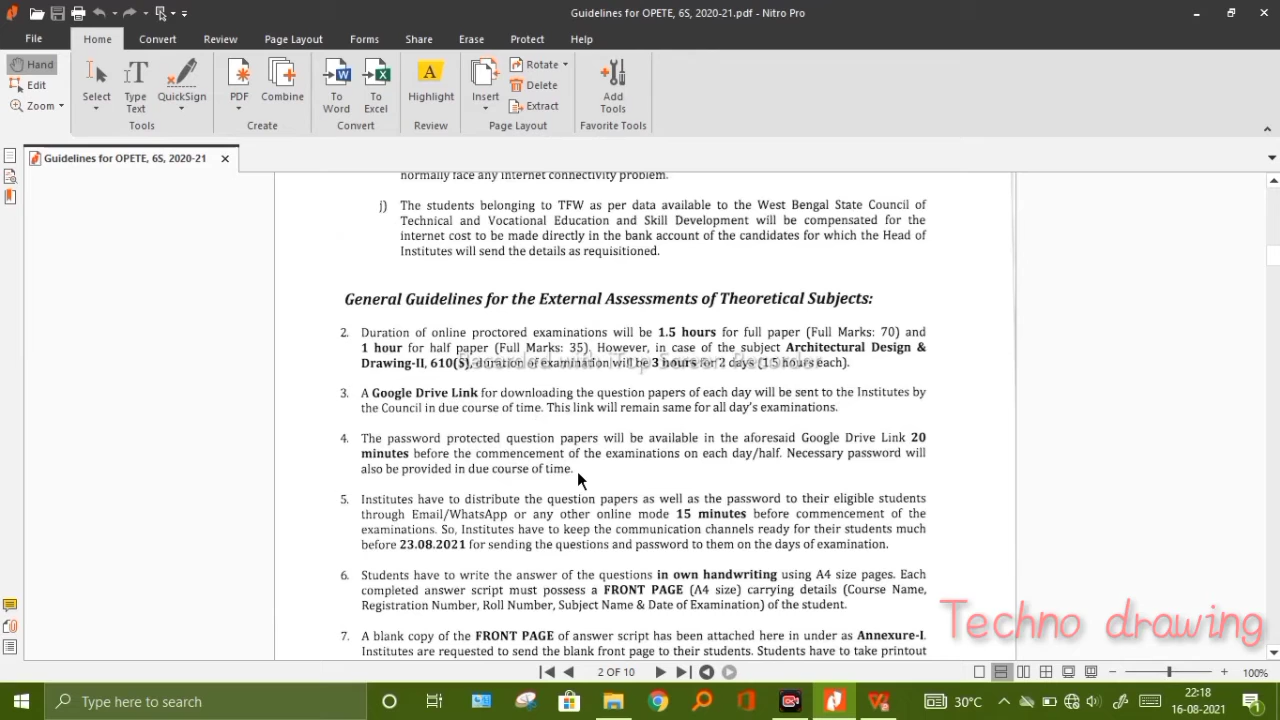 Guidelines for OPETE, 6S, 2020-21.pdf - Nitro Pro
File Home Convert Review Page Layout Forms Share Erase Protect Help
Hand
Edit
Zoom
Select
Type Text
QuickSign
Tools
PDF
Combine
Create
To Word
To Excel
Convert
Highlight
Review
Insert
Rotate
Delete
Extract
Page Layout
Add Tools
Favorite Tools
Guidelines for OPETE, 6S, 2020-21
normally face any internet connectivity problem.
j) The students belonging to TFW as per data available to the West Bengal State Council of
Technical and Vocational Education and Skill Development will be compensated for the
internet cost to be made directly in the bank account of the candidates for which the Head of
Institutes will send the details as requisitioned.
General Guidelines for the External Assessments of Theoretical Subjects:
2. Duration of online proctored examinations will be 1.5 hours for full paper (Full Marks: 70) and
1 hour for half paper (Full Marks: 35). However, in case of the subject Architectural Design &
Drawing-II, 610(S), duration of examination will be 3 hours for 2 days (1.5 hours each).
Recorded with iTop Screen Recorder
3. A Google Drive Link for downloading the question papers of each day will be sent to the Institutes by
the Council in due course of time. This link will remain same for all day's examinations.
4. The password protected question papers will be available in the aforesaid Google Drive Link 20
minutes before the commencement of the examinations on each day/half. Necessary password will
also be provided in due course of time.
5. Institutes have to distribute the question papers as well as the password to their eligible students
through Email/WhatsApp or any other online mode 15 minutes before commencement of the
examinations. So, Institutes have to keep the communication channels ready for their students much
before 23.08.2021 for sending the questions and password to them on the days of examination.
6. Students have to write the answer of the questions in own handwriting using A4 size pages. Each
completed answer script must possess a FRONT PAGE (A4 size) carrying details (Course Name,
Registration Number, Roll Number, Subject Name & Date of Examination) of the student.
7. A blank copy of the FRONT PAGE of answer script has been attached here in under as Annexure-I.
Institutes are requested to send the blank front page to their students. Students have to take printout
Techno drawing
2 OF 10
100%
Type here to search
30°C
22:18
16-08-2021